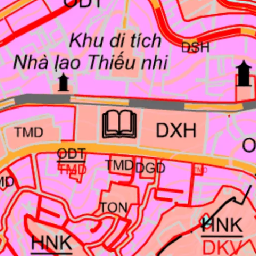 ODT
Khu di tích
DSH
Nhà lao Thiếu nhi
TMD
DXH
ODT
TMD
TMD
DGD
TON
HNK
HNK
DKV